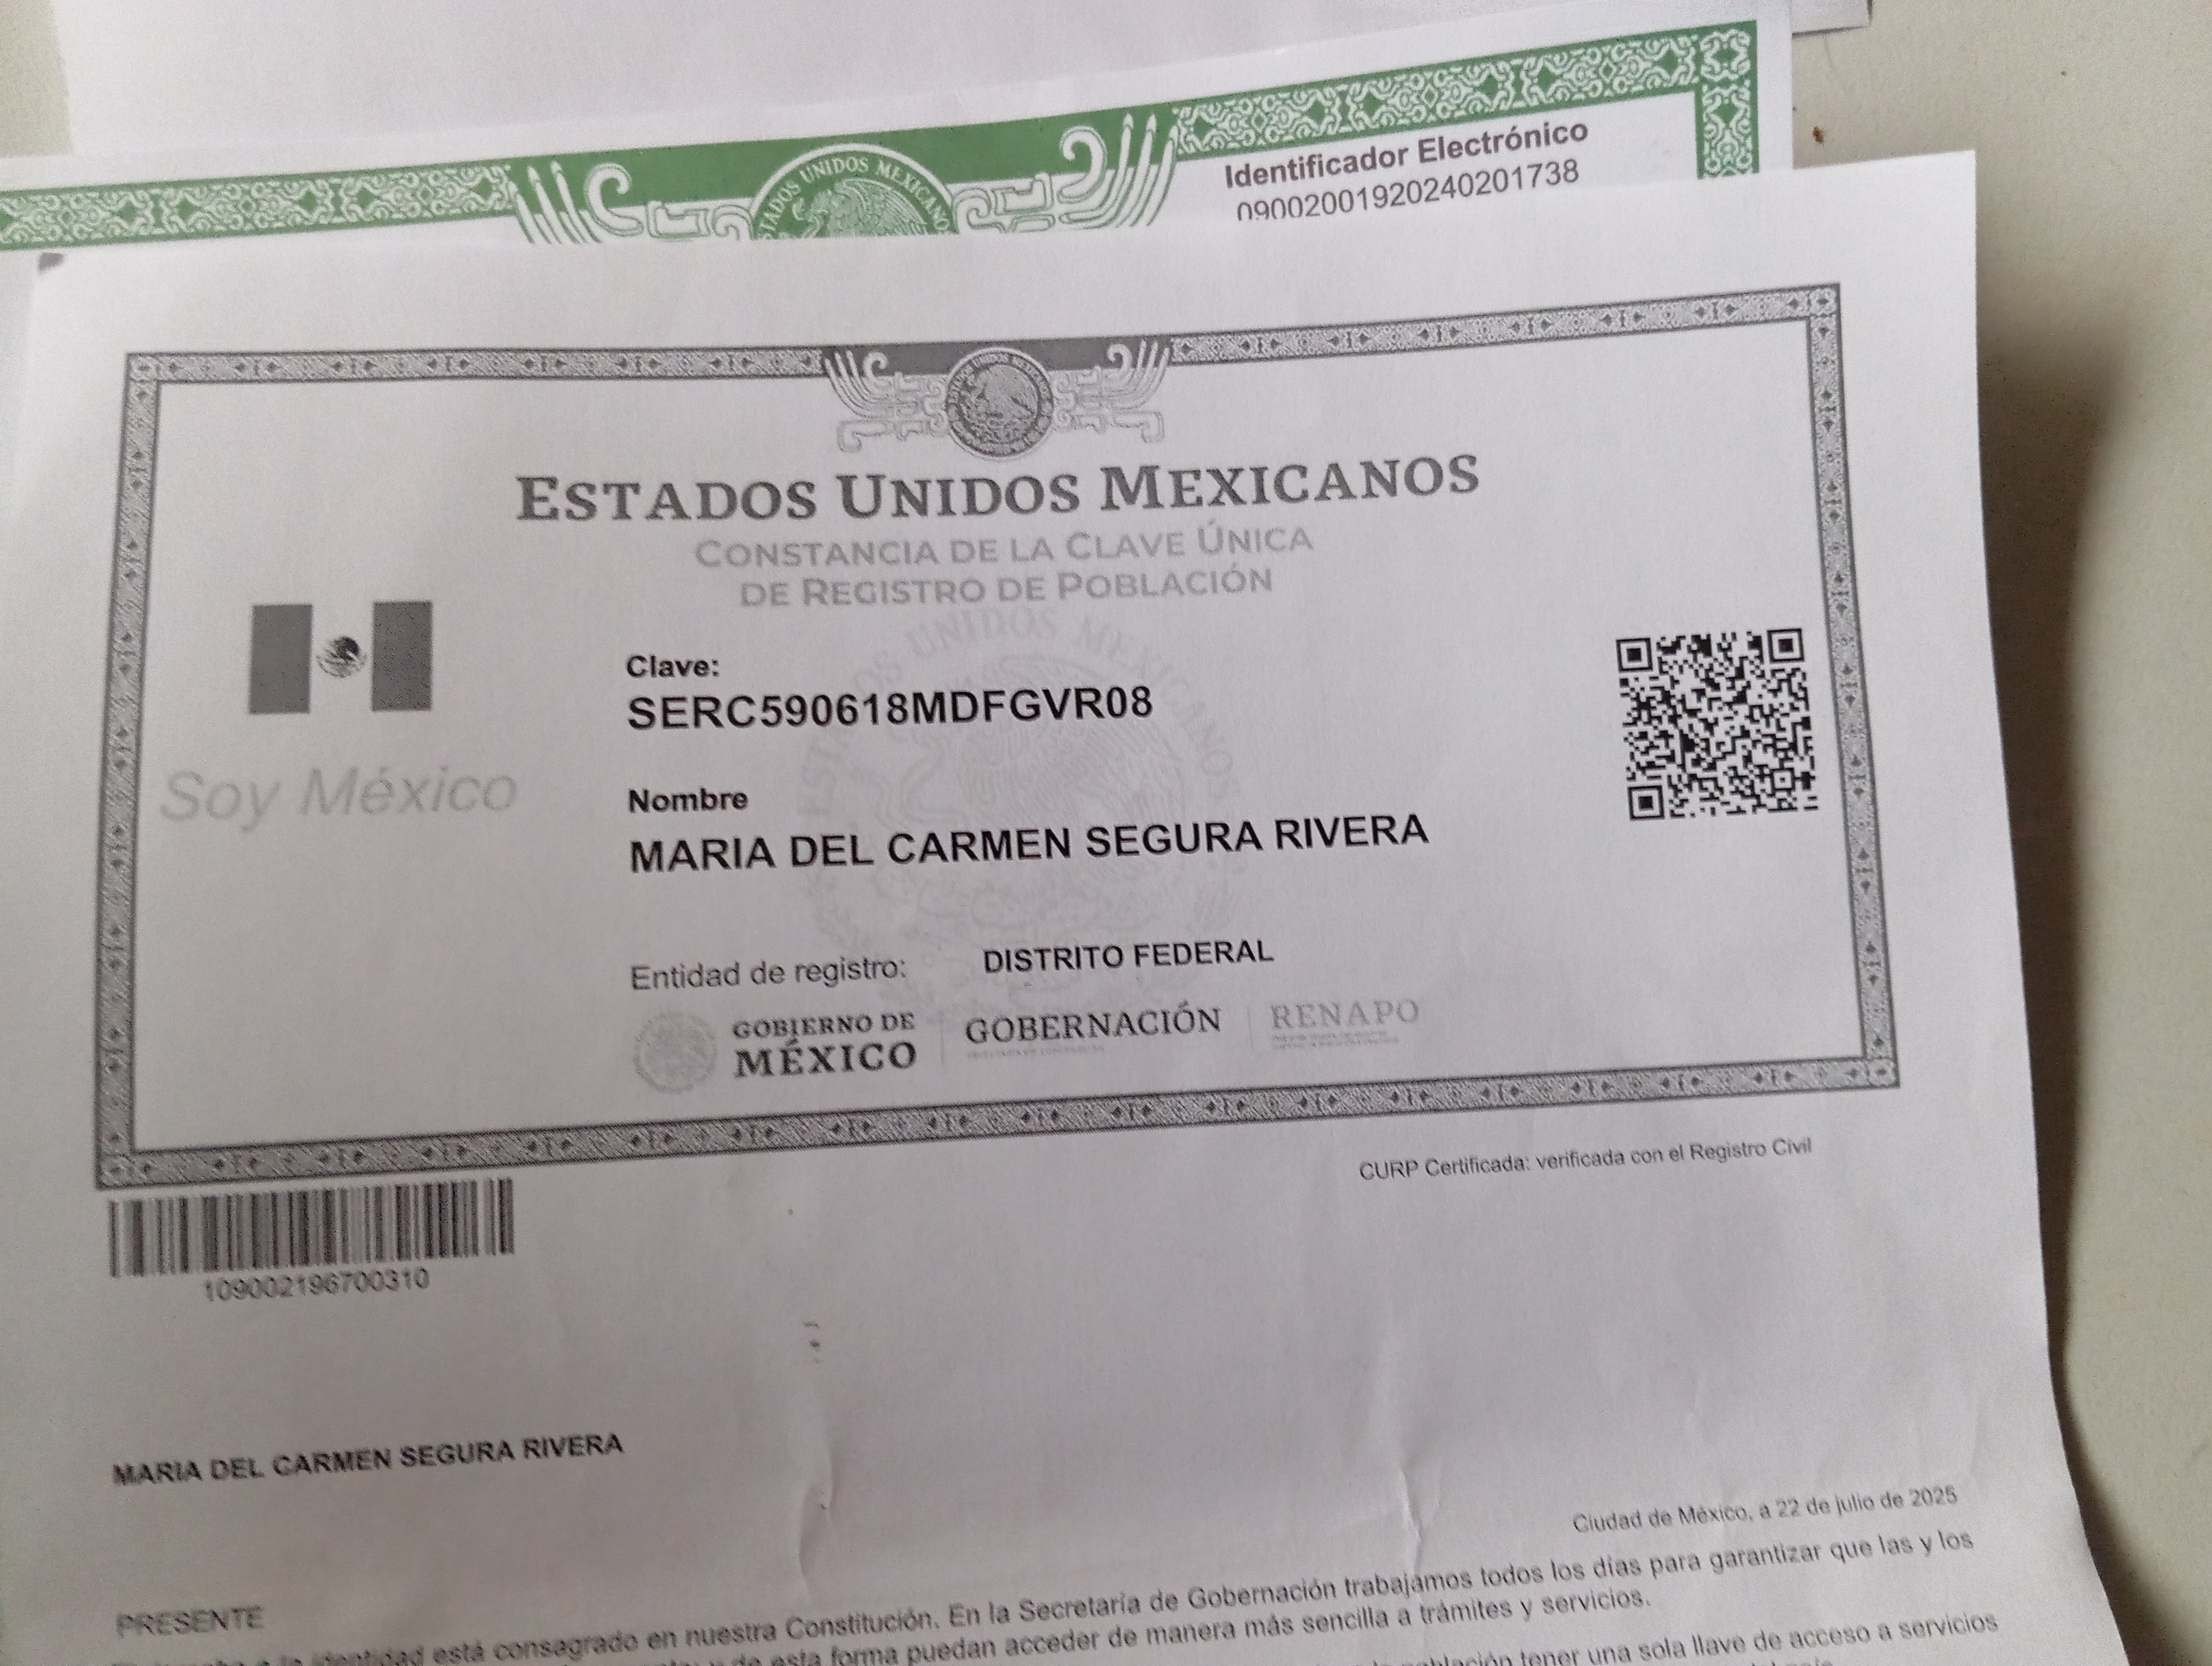 ESTADOS UNIDOS MEXICANOS
Identificador Electrónico
09002001920240201738
ESTADOS UNIDOS MEXICANOS
CONSTANCIA DE LA CLAVE ÚNICA
DE REGISTRO DE POBLACIÓN
Clave:
SERC590618MDFGVR08
Soy México
Nombre
MARIA DEL CARMEN SEGURA RIVERA
Entidad de registro: DISTRITO FEDERAL
GOBIERNO DE MÉXICO GOBERNACIÓN RENAPO
CURP Certificada: verificada con el Registro Civil
109002196700310
MARIA DEL CARMEN SEGURA RIVERA
Ciudad de México, a 22 de julio de 2025
PRESENTE
identidad está consagrado en nuestra Constitución. En la Secretaría de Gobernación trabajamos todos los días para garantizar que las y los
de esta forma puedan acceder de manera más sencilla a trámites y servicios.
población tener una sola llave de acceso a servicios